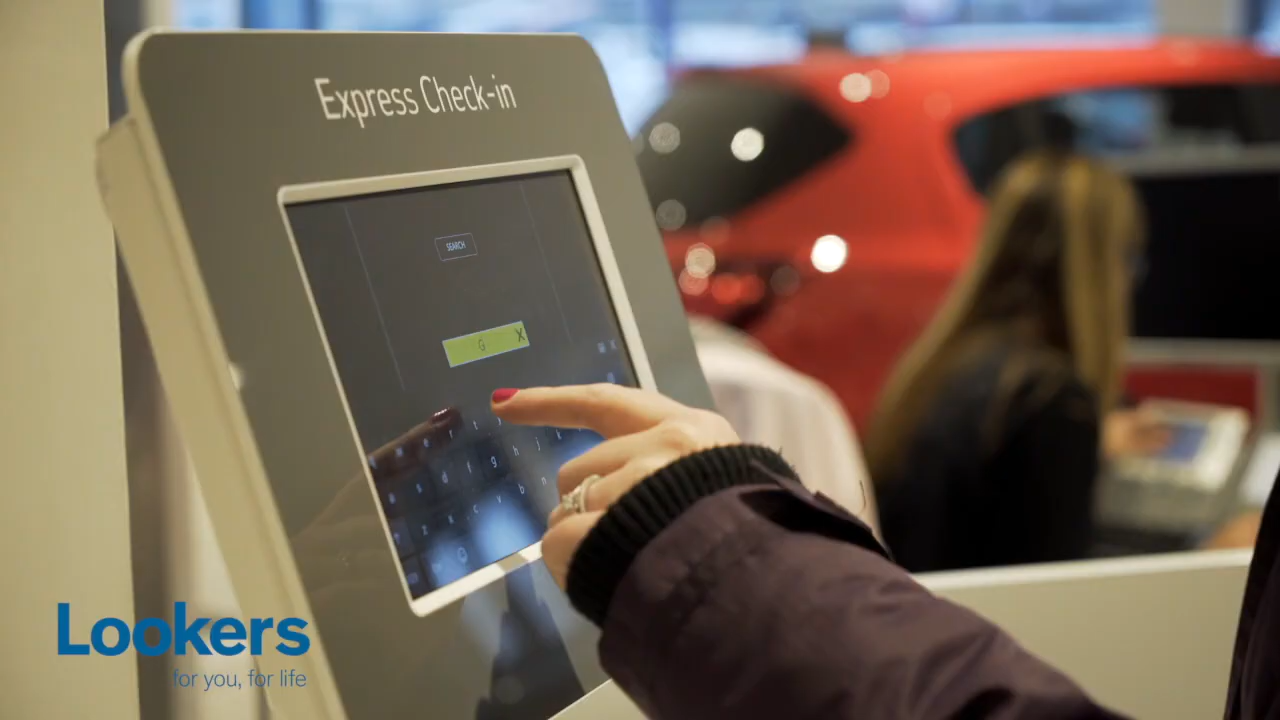 Express Check-in
SEARCH
G X
e r t
s d f g h j k
z x c v b n
Lookers
for you, for life